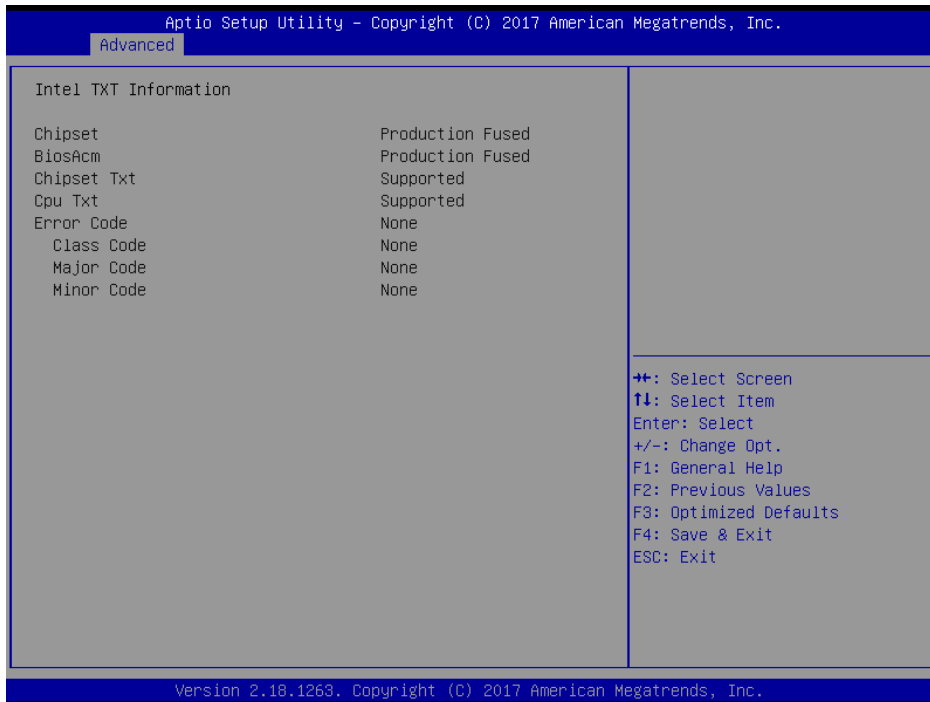 Aptio Setup Utility – Copyright (C) 2017 American Megatrends, Inc.
Advanced
Intel TXT Information
Chipset Production Fused
BiosAcm Production Fused
Chipset Txt Supported
Cpu Txt Supported
Error Code None
Class Code None
Major Code None
Minor Code None
→←: Select Screen
↑↓: Select Item
Enter: Select
+/-: Change Opt.
F1: General Help
F2: Previous Values
F3: Optimized Defaults
F4: Save & Exit
ESC: Exit
Version 2.18.1263. Copyright (C) 2017 American Megatrends, Inc.